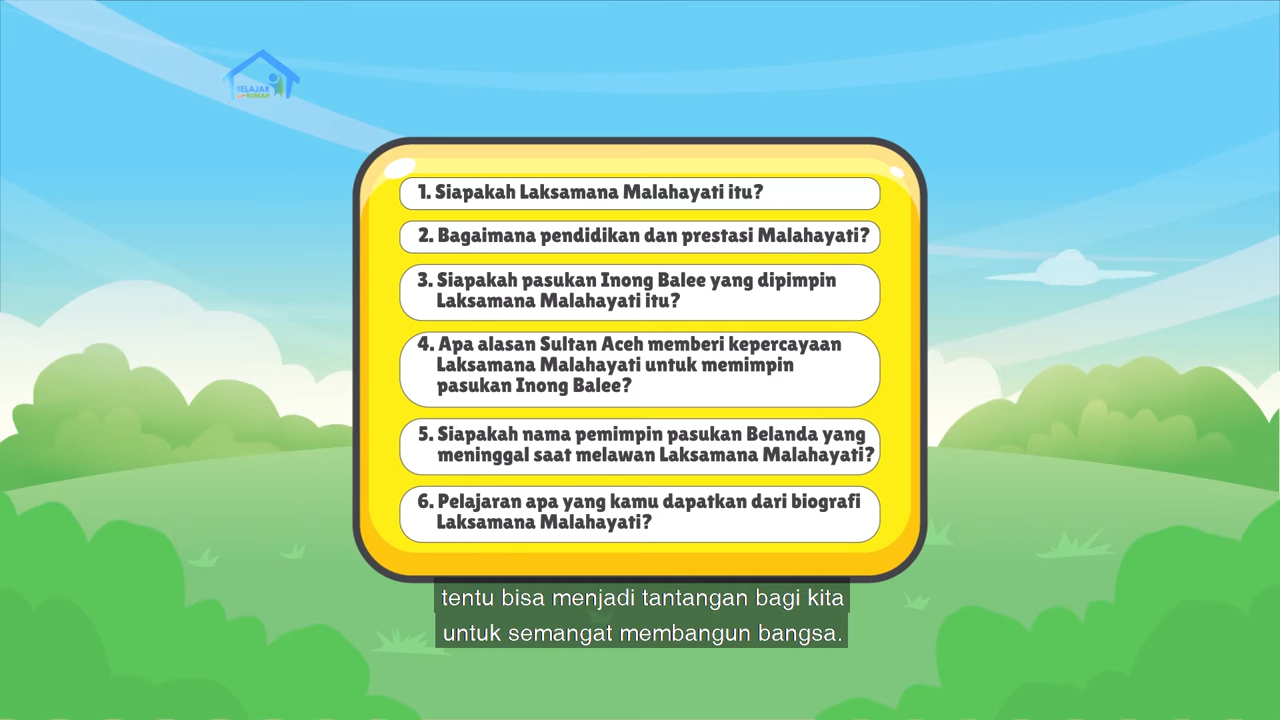 BELAJAR
RUMAH
1. Siapakah Laksamana Malahayati itu?
2. Bagaimana pendidikan dan prestasi Malahayati?
3. Siapakah pasukan Inong Balee yang dipimpin
Laksamana Malahayati itu?
4. Apa alasan Sultan Aceh memberi kepercayaan
Laksamana Malahayati untuk memimpin
pasukan Inong Balee?
5. Siapakah nama pemimpin pasukan Belanda yang
meninggal saat melawan Laksamana Malahayati?
6. Pelajaran apa yang kamu dapatkan dari biografi
Laksamana Malahayati?
tentu bisa menjadi tantangan bagi kita
untuk semangat membangun bangsa.